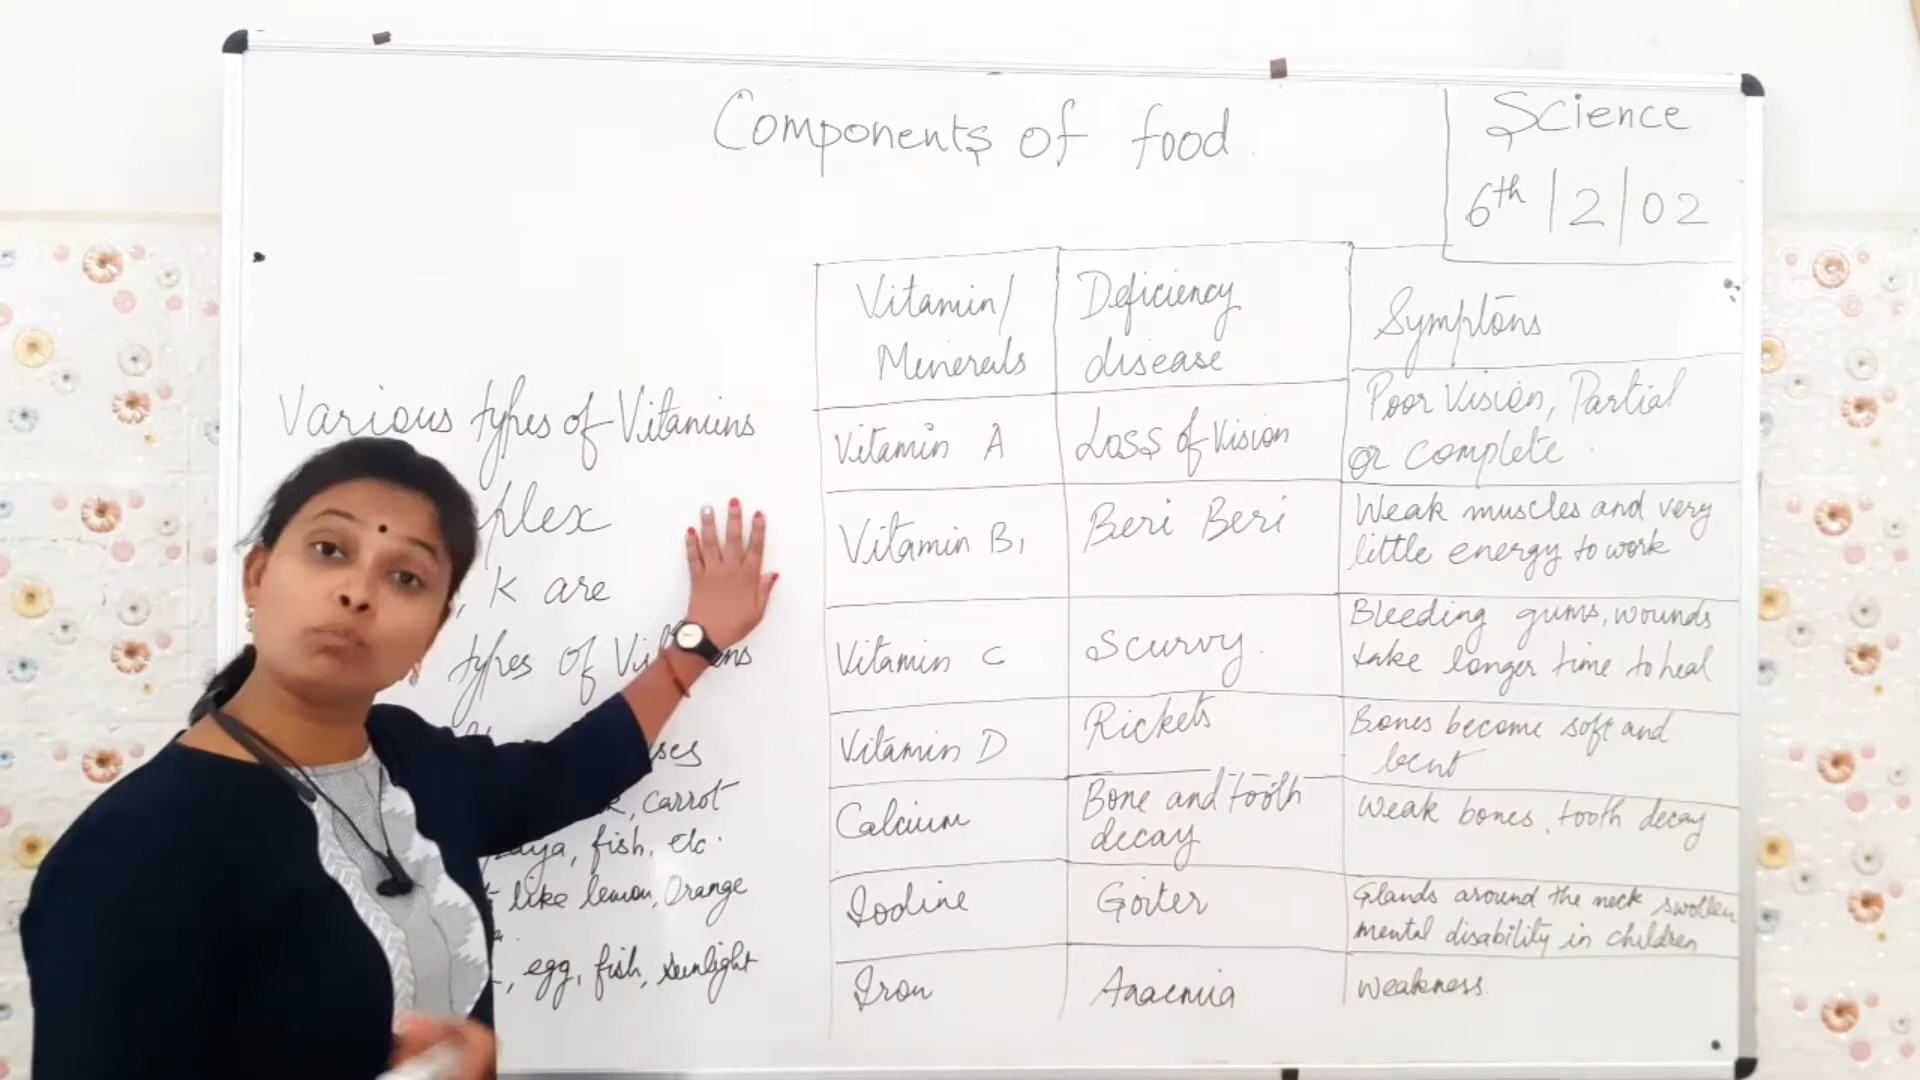 Components of food
Science
6th / 2 / 02
Various types of Vitamins
K are
types of
carrot
fish, etc.
like lemon, Orange
egg, fish, sunlight
Vitamin/
Minerals
Deficiency
disease
Symptons
Vitamin A
Loss of Vision
Poor Vision, Partial
or complete.
Vitamin B1
Beri Beri
Weak muscles and very
little energy to work
Vitamin C
Scurvy.
Bleeding gums, wounds
take longer time to heal
Vitamin D
Rickets
Bones become soft and
bent
Calcium
Bone and tooth
decay
Weak bones, tooth decay
Iodine
Goiter
Glands around the neck swollen
mental disability in children
Iron
Anaemia
Weakness.